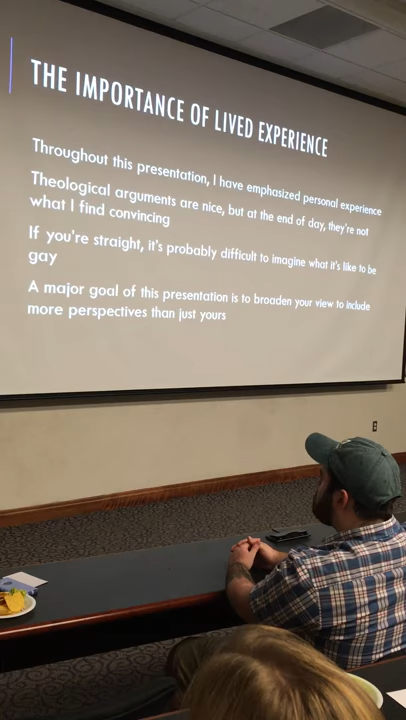 THE IMPORTANCE OF LIVED EXPERIENCE
Throughout this presentation, I have emphasized personal experience
Theological arguments are nice, but at the end of day, they're not
what I find convincing
If you're straight, it's probably difficult to imagine what it's like to be
gay
A major goal of this presentation is to broaden your view to include
more perspectives than just yours